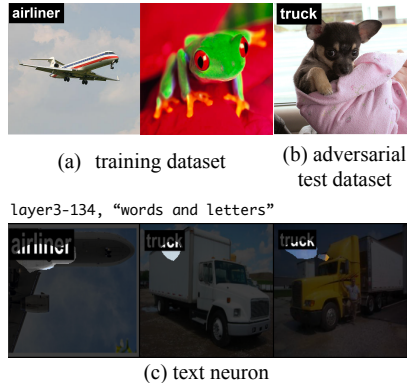 airliner
truck
(a) training dataset
(b) adversarial
test dataset
layer3-134, “words and letters”
airliner
truck
truck
(c) text neuron